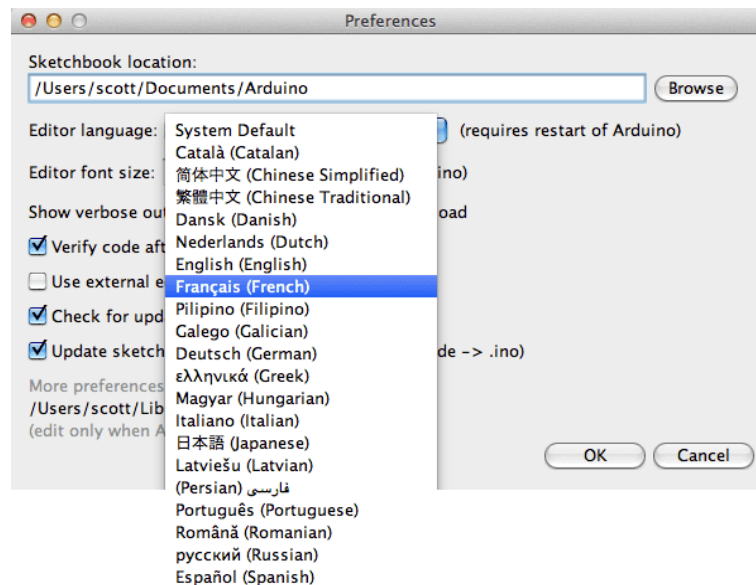 Preferences
Sketchbook location:
/Users/scott/Documents/Arduino
Browse
Editor language:
(requires restart of Arduino)
Editor font size:
ino)
Show verbose out
oad
Verify code aft
Use external e
Check for upd
Update sketch
de -> .ino)
More preferences
/Users/scott/Lib
(edit only when A
OK
Cancel
System Default
Català (Catalan)
简体中文 (Chinese Simplified)
繁體中文 (Chinese Traditional)
Dansk (Danish)
Nederlands (Dutch)
English (English)
Français (French)
Pilipino (Filipino)
Galego (Galician)
Deutsch (German)
ελληνικά (Greek)
Magyar (Hungarian)
Italiano (Italian)
日本語 (Japanese)
Latviešu (Latvian)
فارسی (Persian)
Português (Portuguese)
Română (Romanian)
русский (Russian)
Español (Spanish)